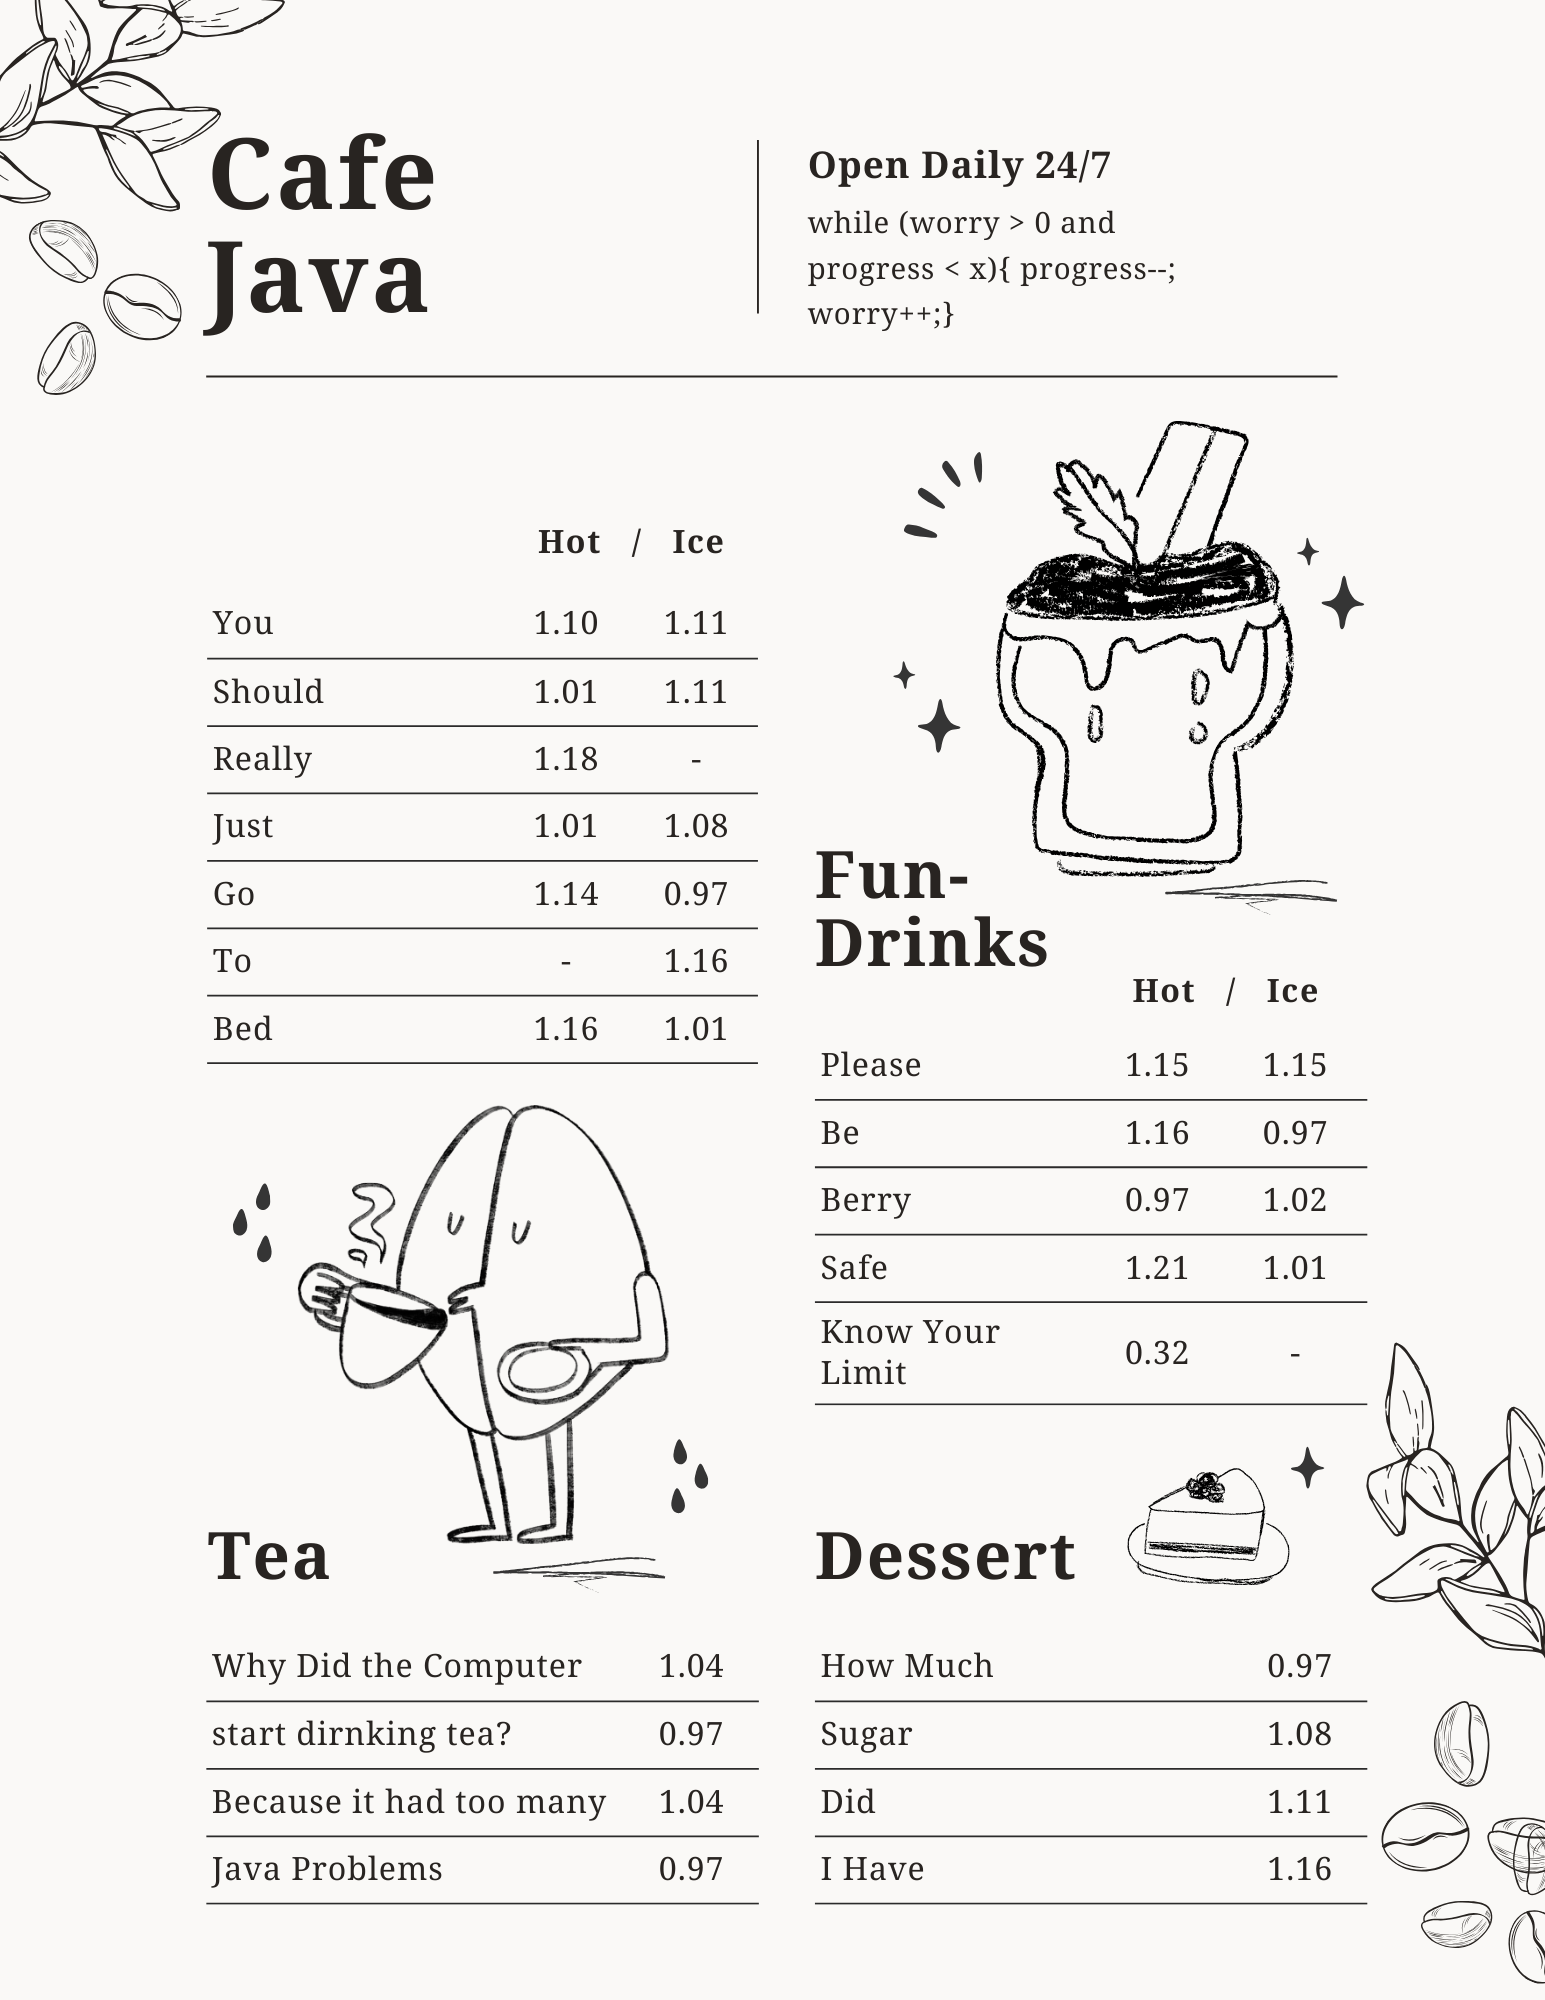 Cafe
Java
Open Daily 24/7
while (worry > 0 and
progress < x){ progress--;
worry++;}
Hot / Ice
You 1.10 1.11
Should 1.01 1.11
Really 1.18 -
Just 1.01 1.08
Go 1.14 0.97
To - 1.16
Bed 1.16 1.01
Fun-
Drinks
Hot / Ice
Please 1.15 1.15
Be 1.16 0.97
Berry 0.97 1.02
Safe 1.21 1.01
Know Your
Limit 0.32 -
Tea
Why Did the Computer 1.04
start dirnking tea? 0.97
Because it had too many 1.04
Java Problems 0.97
Dessert
How Much 0.97
Sugar 1.08
Did 1.11
I Have 1.16